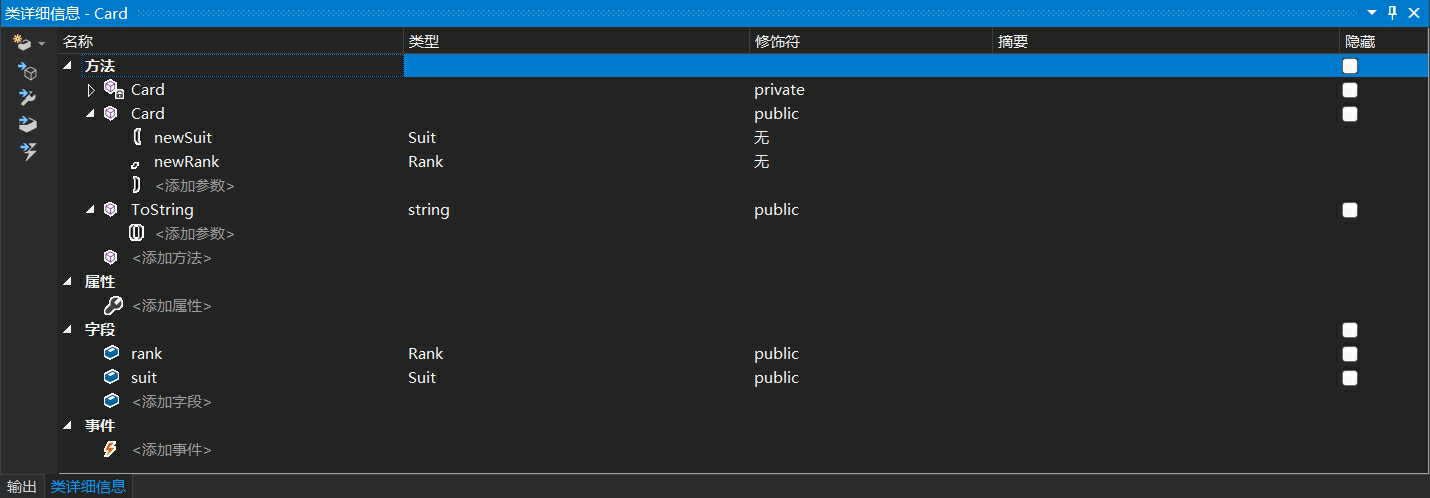 类详细信息 - Card
名称 类型 修饰符 摘要 隐藏
方法
Card private
Card public
newSuit Suit 无
newRank Rank 无
<添加参数>
ToString string public
<添加参数>
<添加方法>
属性
<添加属性>
字段
rank Rank public
suit Suit public
<添加字段>
事件
<添加事件>
输出 类详细信息